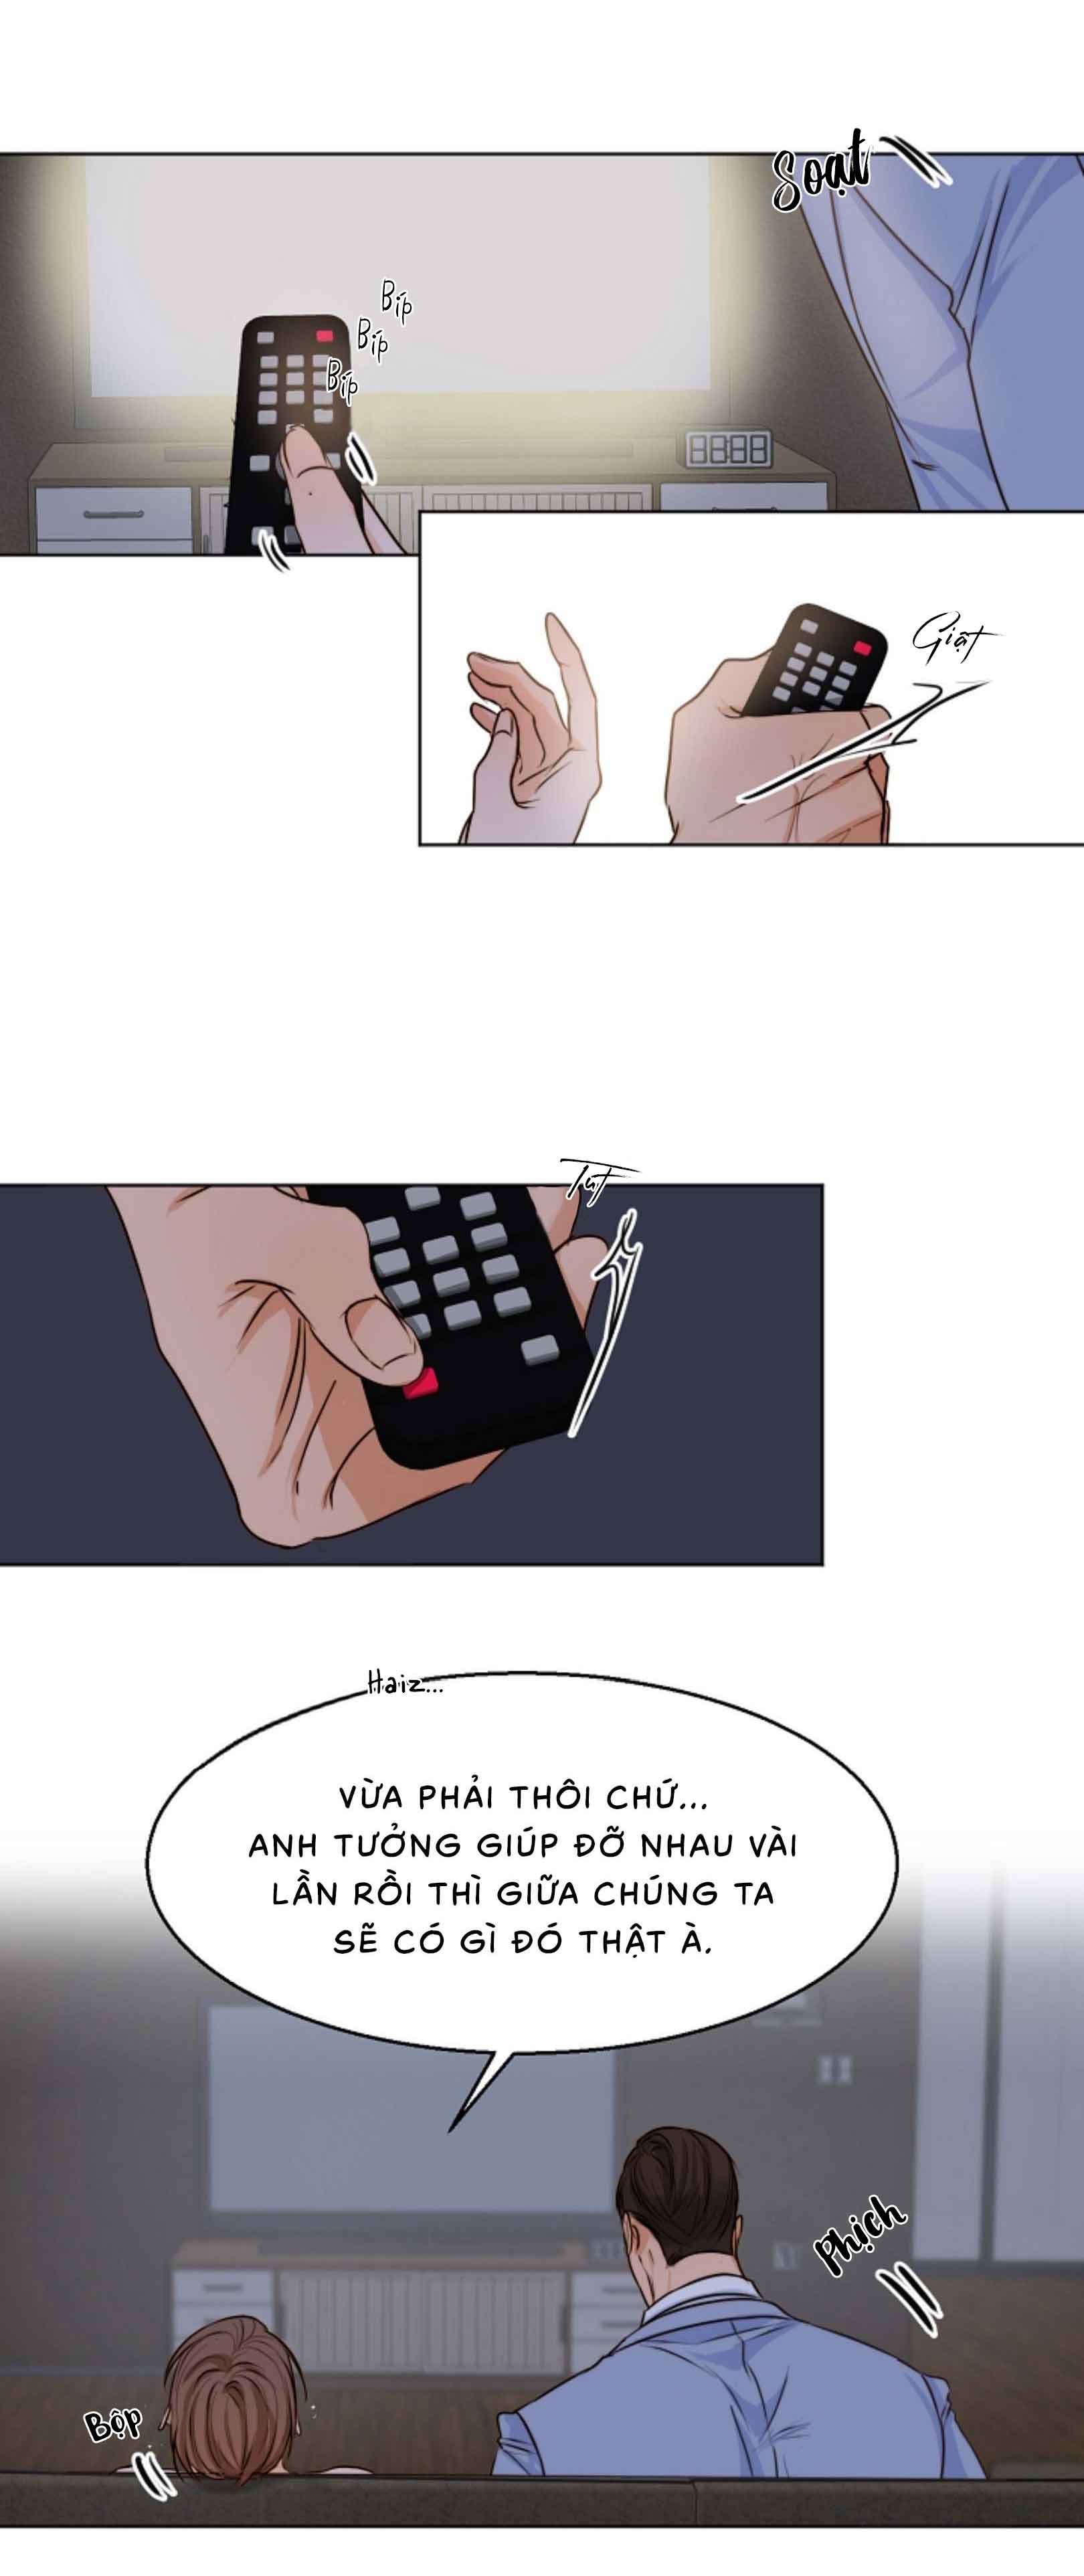 Soạt
Bíp
Bíp
Bíp
Giật
Tút
Haiz...
VỪA PHẢI THÔI CHỨ...
ANH TƯỞNG GIÚP ĐỠ NHAU VÀI
LẦN RỒI THÌ GIỮA CHÚNG TA
SẼ CÓ GÌ ĐÓ THẬT À.
Phịch
Bộp